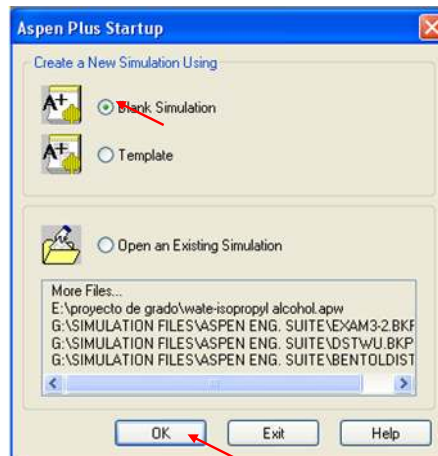 Aspen Plus Startup
Create a New Simulation Using
A+ Blank Simulation
A+ Template
Open an Existing Simulation
More Files...
E:\proyecto de grado\wate-isopropyl alcohol.apw
G:\SIMULATION FILES\ASPEN ENG. SUITE\EXAM3-2.BKF
G:\SIMULATION FILES\ASPEN ENG. SUITE\DSTWU.BKP
G:\SIMULATION FILES\ASPEN ENG. SUITE\BENTOLDIST
OK Exit Help